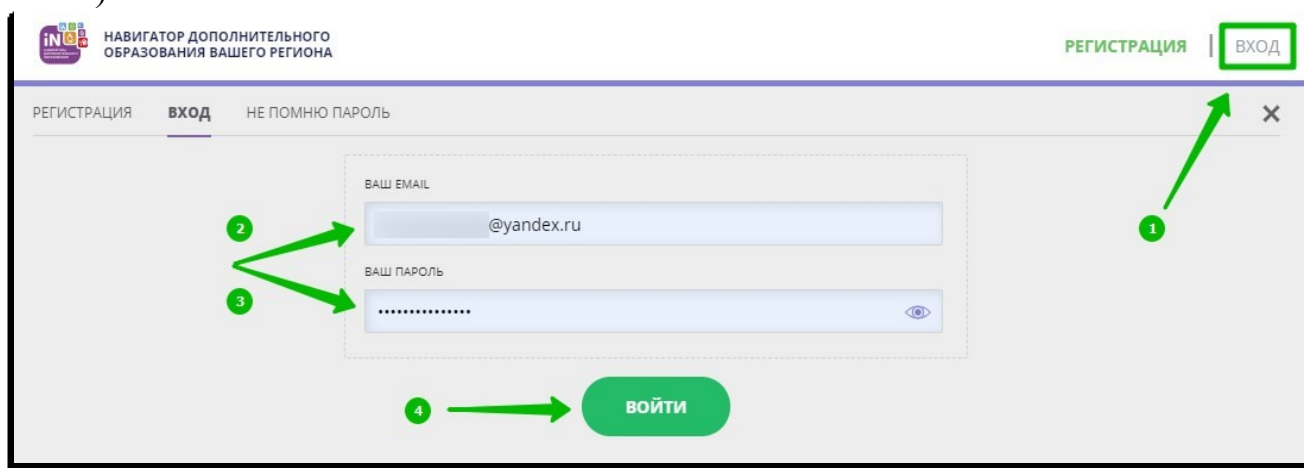 )
iN
НАВИГАТОР ДОПОЛНИТЕЛЬНОГО
ОБРАЗОВАНИЯ ВАШЕГО РЕГИОНА
РЕГИСТРАЦИЯ | ВХОД
РЕГИСТРАЦИЯ ВХОД НЕ ПОМНЮ ПАРОЛЬ ×
ВАШ EMAIL
2 @yandex.ru 1
ВАШ ПАРОЛЬ
3 •••••••••••••••
4 ВОЙТИ